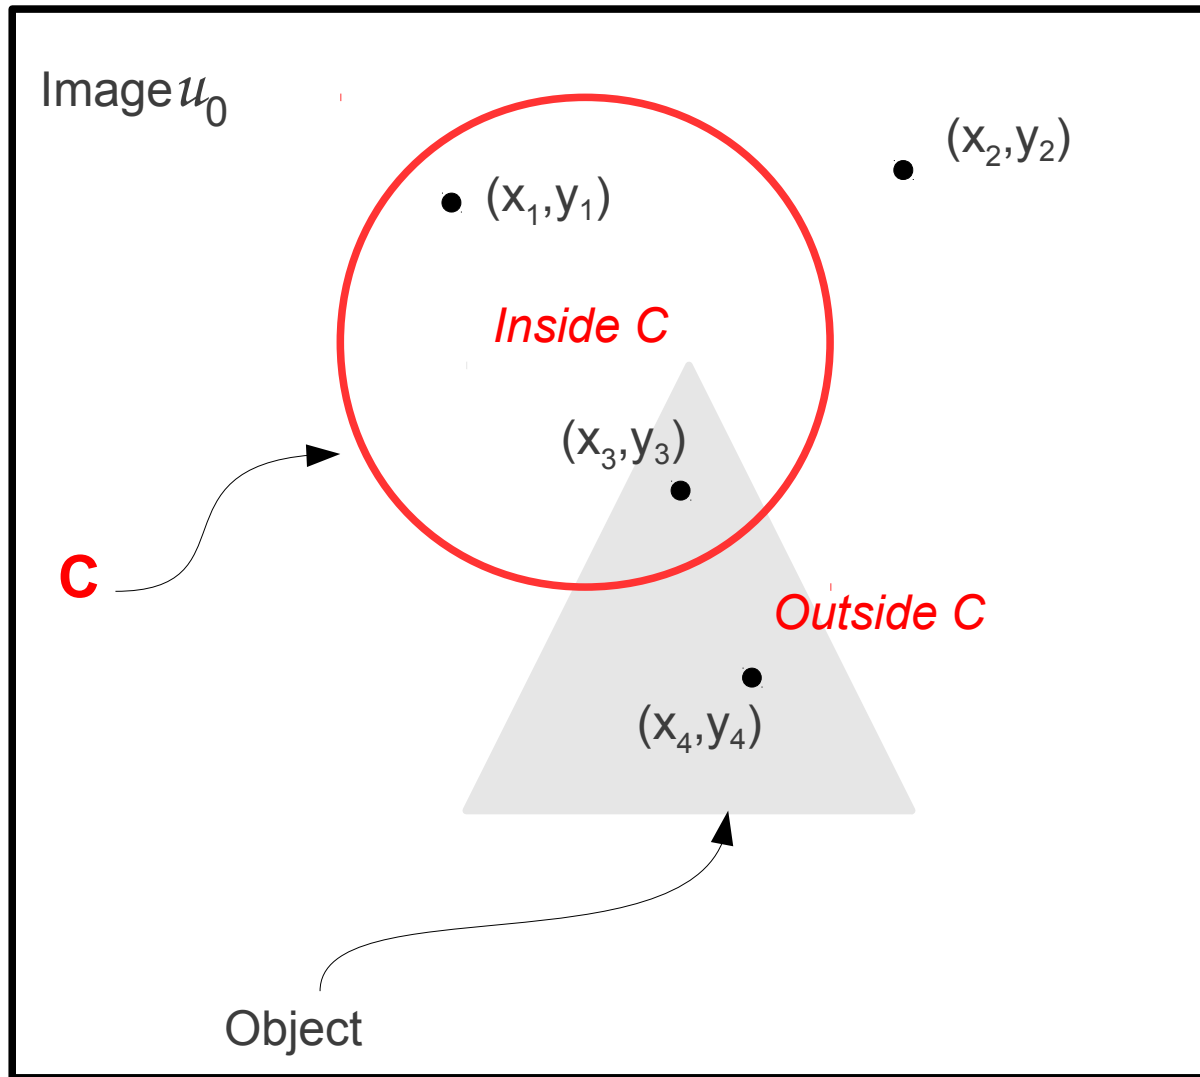 Image u₀
(x₂,y₂)
(x₁,y₁)
Inside C
(x₃,y₃)
C
Outside C
(x₄,y₄)
Object